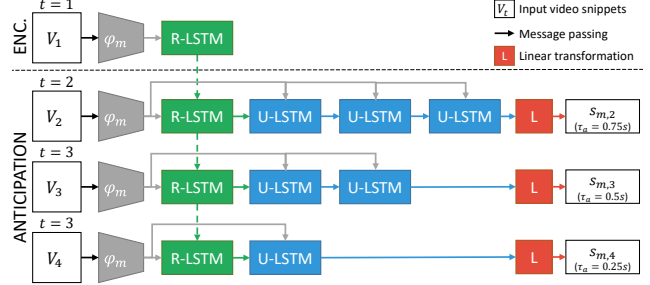 t = 1
ENC.
V₁
φₘ
R-LSTM
Vₜ Input video snippets
Message passing
L Linear transformation
ANTICIPATION
t = 2
V₂
φₘ
R-LSTM U-LSTM U-LSTM U-LSTM L
sₘ,₂
(τₐ = 0.75s)
t = 3
V₃
φₘ
R-LSTM U-LSTM U-LSTM L
sₘ,₃
(τₐ = 0.5s)
t = 3
V₄
φₘ
R-LSTM U-LSTM L
sₘ,₄
(τₐ = 0.25s)